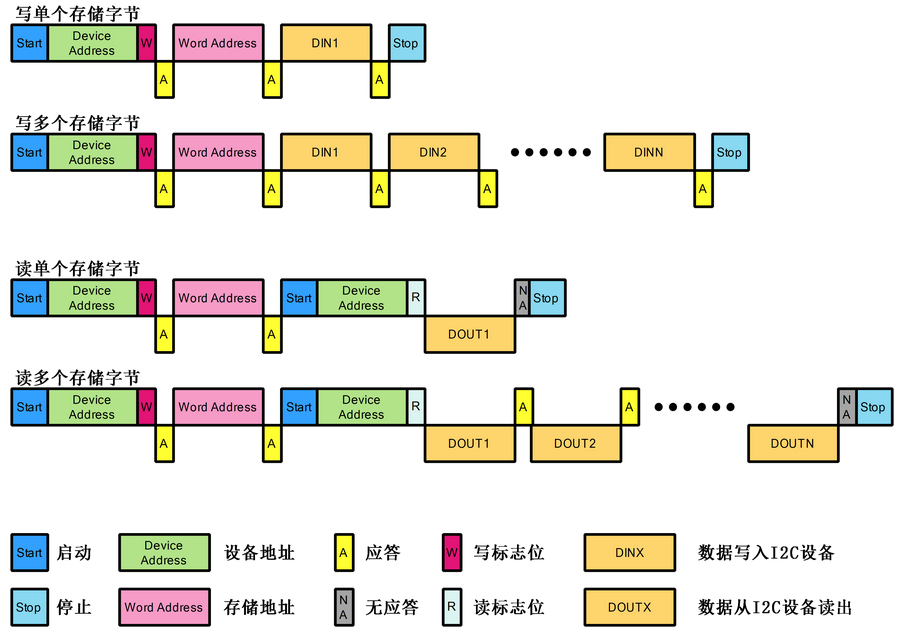 写单个存储字节
Start Device Address W Word Address DIN1 Stop
A A A
写多个存储字节
Start Device Address W Word Address DIN1 DIN2 DINN Stop
A A A A A
读单个存储字节
Start Device Address W Word Address Start Device Address R NA Stop
A A DOUT1
读多个存储字节
Start Device Address W Word Address Start Device Address R A A NA Stop
A A DOUT1 DOUT2 DOUTN
Start 启动 Device Address 设备地址 A 应答 W 写标志位 DINX 数据写入I2C设备
Stop 停止 Word Address 存储地址 NA 无应答 R 读标志位 DOUTX 数据从I2C设备读出